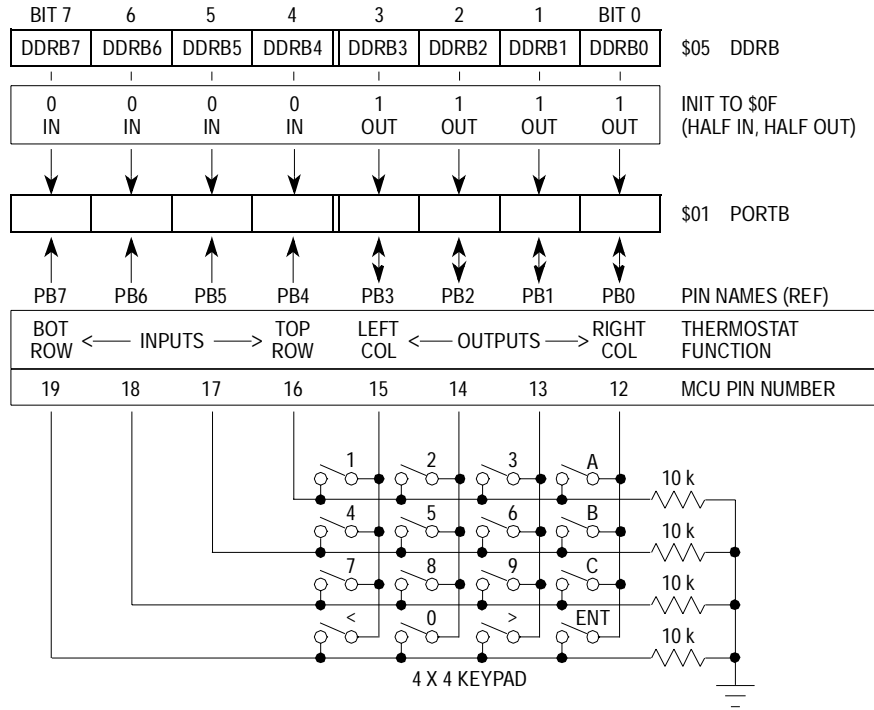 BIT 7 6 5 4 3 2 1 BIT 0
DDRB7 DDRB6 DDRB5 DDRB4 DDRB3 DDRB2 DDRB1 DDRB0 $05 DDRB
0 0 0 0 1 1 1 1 INIT TO $0F
IN IN IN IN OUT OUT OUT OUT (HALF IN, HALF OUT)
$01 PORTB
PB7 PB6 PB5 PB4 PB3 PB2 PB1 PB0 PIN NAMES (REF)
BOT ROW INPUTS TOP ROW LEFT COL OUTPUTS RIGHT COL THERMOSTAT FUNCTION
19 18 17 16 15 14 13 12 MCU PIN NUMBER
1 2 3 A
10 k
4 5 6 B
10 k
7 8 9 C
10 k
< 0 > ENT
10 k
4 X 4 KEYPAD